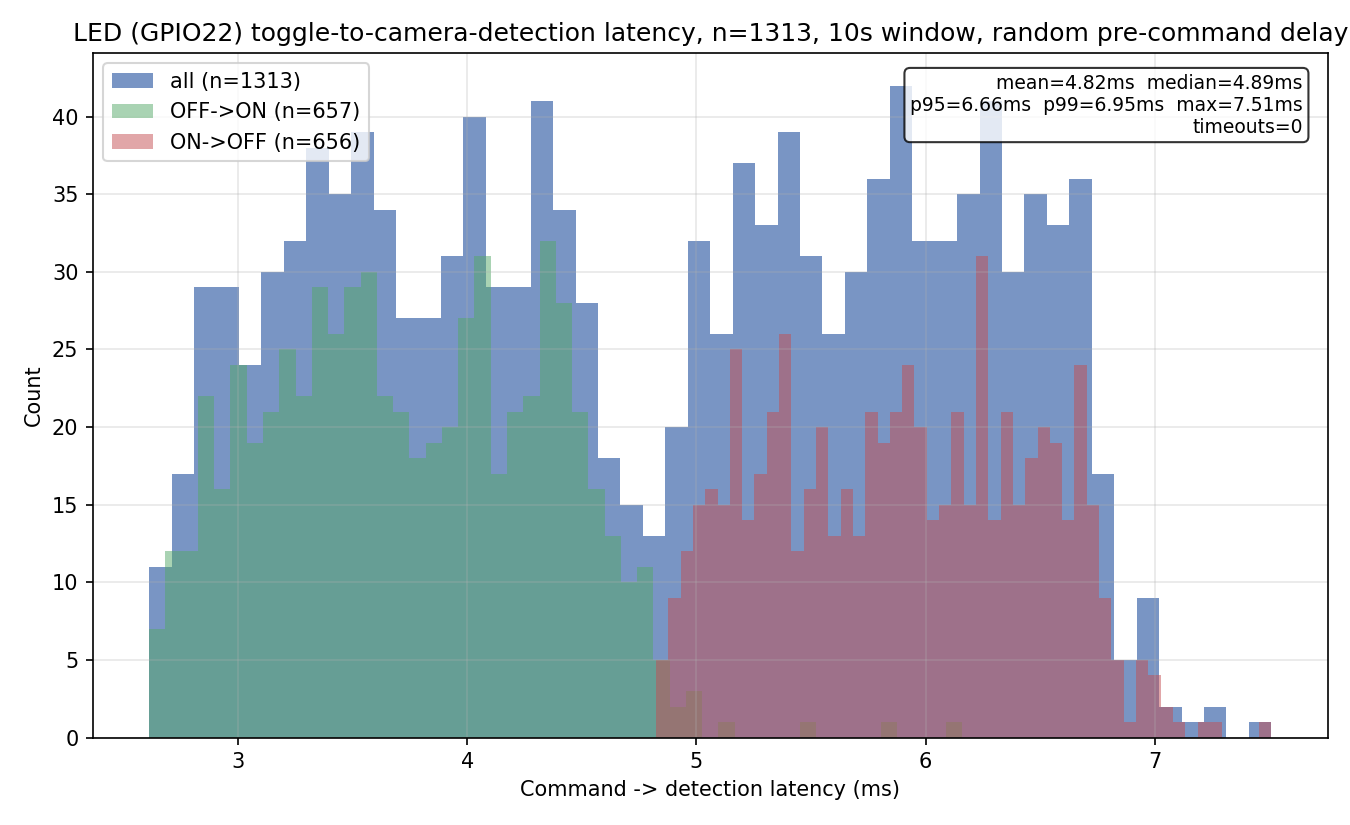 LED (GPIO22) toggle-to-camera-detection latency, n=1313, 10s window, random pre-command delay
all (n=1313)
OFF->ON (n=657)
ON->OFF (n=656)
mean=4.82ms  median=4.89ms
p95=6.66ms  p99=6.95ms  max=7.51ms
timeouts=0
Count
40
35
30
25
20
15
10
5
0
3 4 5 6 7
Command -> detection latency (ms)